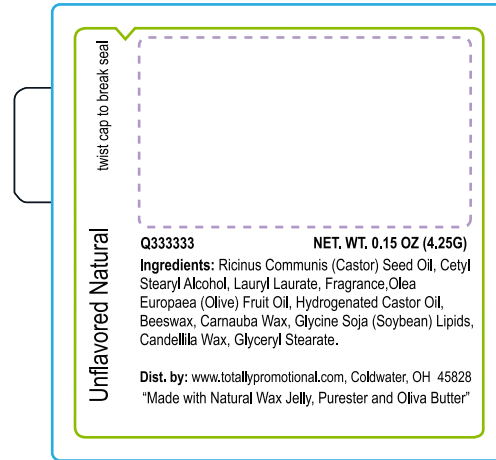 twist cap to break seal
Unflavored Natural
Q333333 NET. WT. 0.15 OZ (4.25G)
Ingredients: Ricinus Communis (Castor) Seed Oil, Cetyl
Stearyl Alcohol, Lauryl Laurate, Fragrance,Olea
Europaea (Olive) Fruit Oil, Hydrogenated Castor Oil,
Beeswax, Carnauba Wax, Glycine Soja (Soybean) Lipids,
Candellila Wax, Glyceryl Stearate.
Dist. by: www.totallypromotional.com, Coldwater, OH 45828
“Made with Natural Wax Jelly, Purester and Oliva Butter”